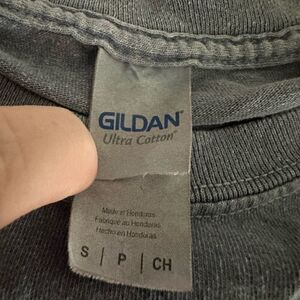 GILDAN®
Ultra Cotton®
Made in Honduras
Fabriqué au Honduras
Hecho en Honduras
S | P | CH